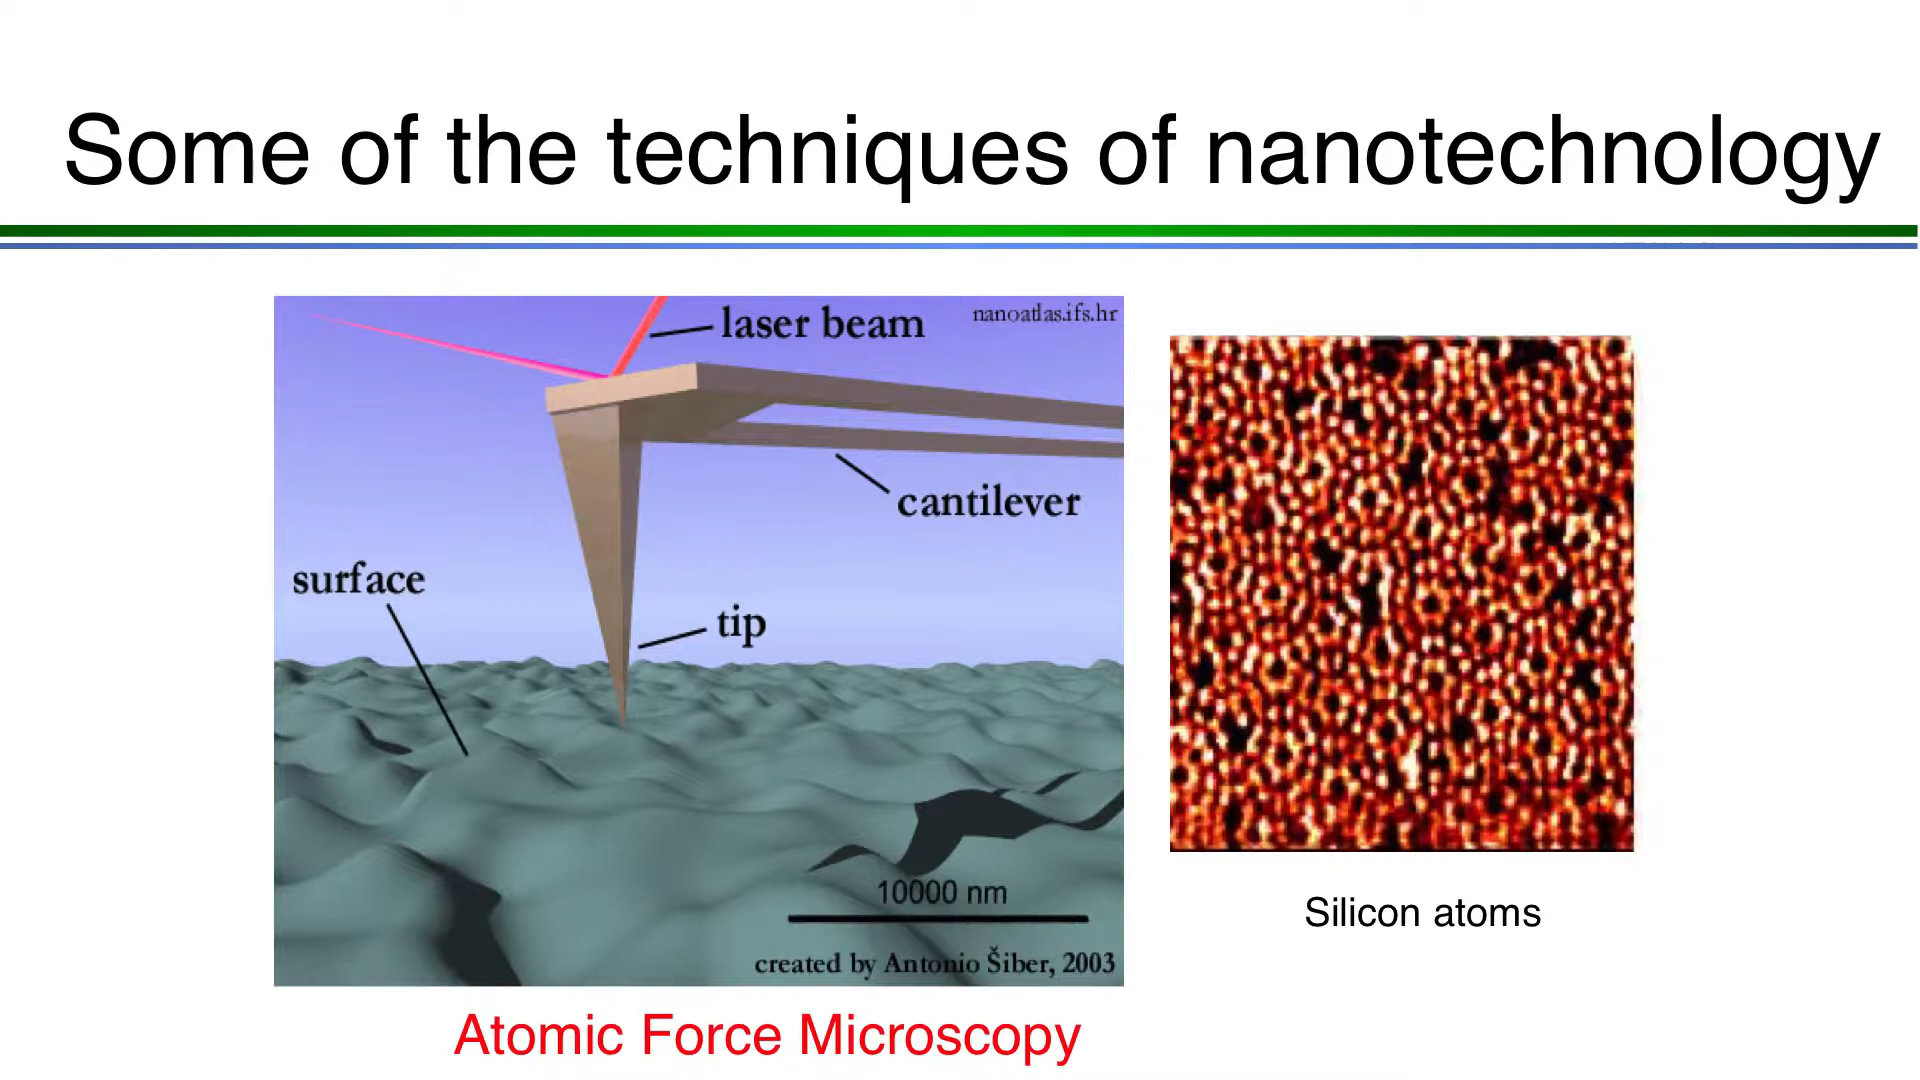 Some of the techniques of nanotechnology
laser beam
nanoatlas.ifs.hr
cantilever
surface
tip
10000 nm
created by Antonio Šiber, 2003
Silicon atoms
Atomic Force Microscopy